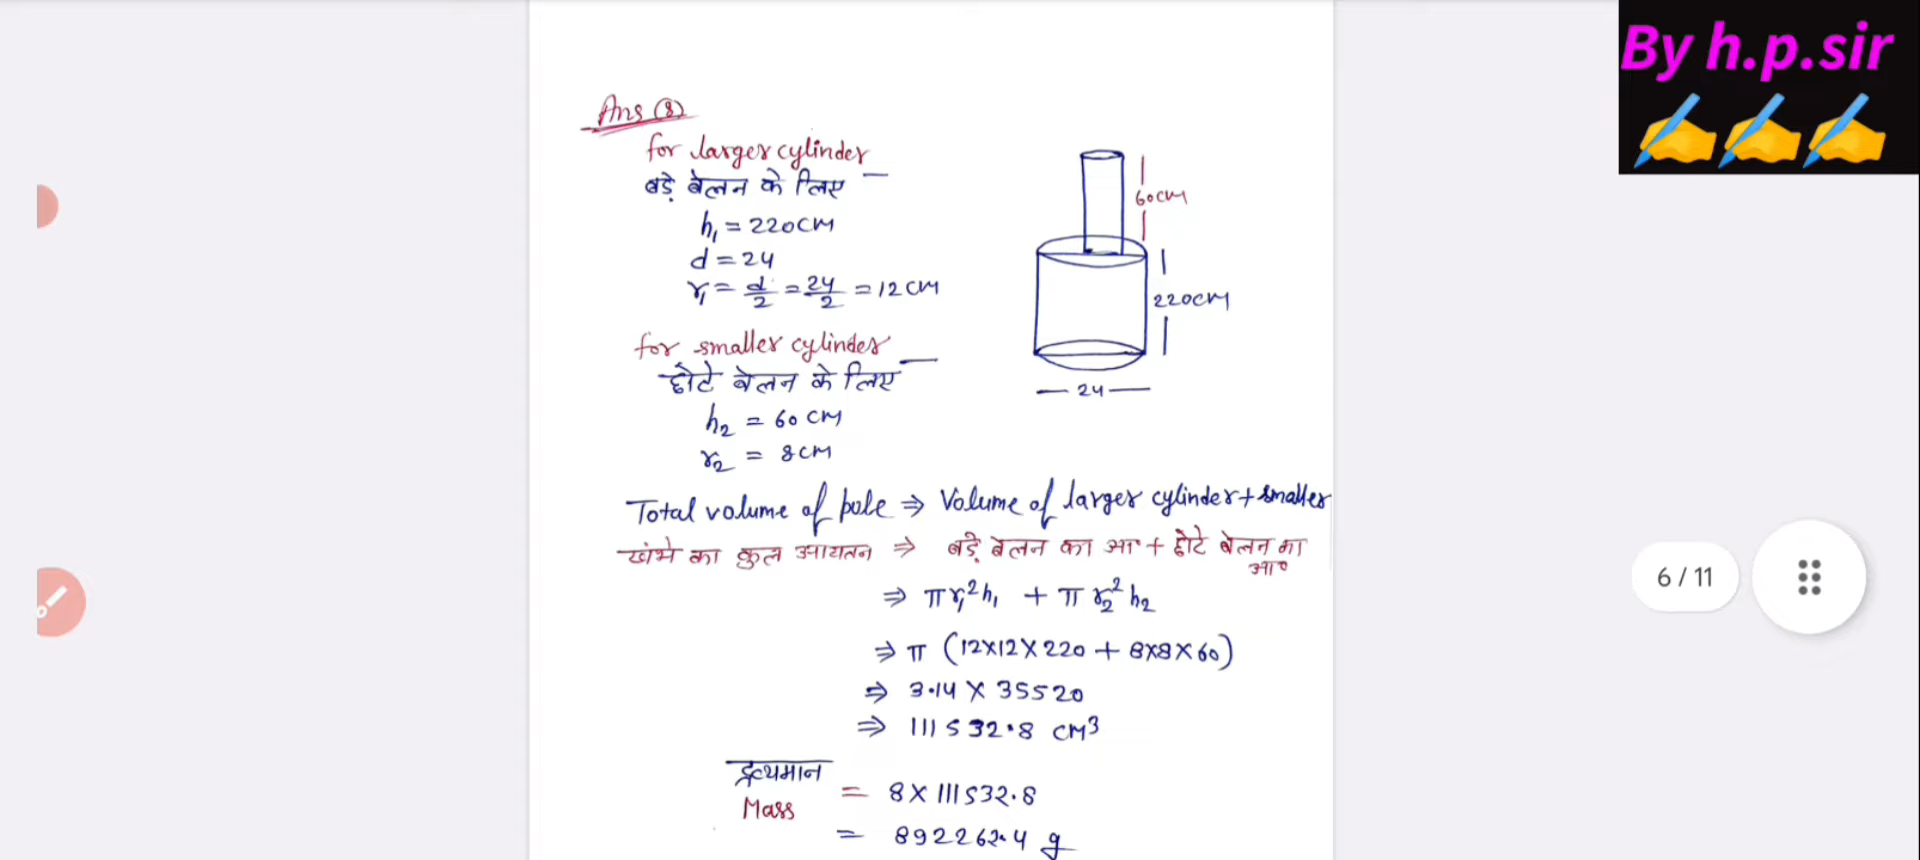 By h.p.sir
Ans (8)
for larger cylinder
बड़े बेलन के लिए
h₁ = 220CM
d = 24
r₁ = d/2 = 24/2 = 12 CM
60CM
220CM
24
for smaller cylinder
छोटे बेलन के लिए
h₂ = 60 CM
r₂ = 8CM
Total volume of pole ⇒ Volume of larger cylinder + smaller
खंभे का कुल आयतन ⇒ बड़े बेलन का आ॰ + छोटे बेलन का आ॰
⇒ πr₁²h₁ + πr₂²h₂
⇒ π (12×12×220 + 8×8×60)
⇒ 3.14 × 35520
⇒ 111532.8 CM³
द्रव्यमान
Mass = 8 × 111532.8
= 892262.4 g
6 / 11